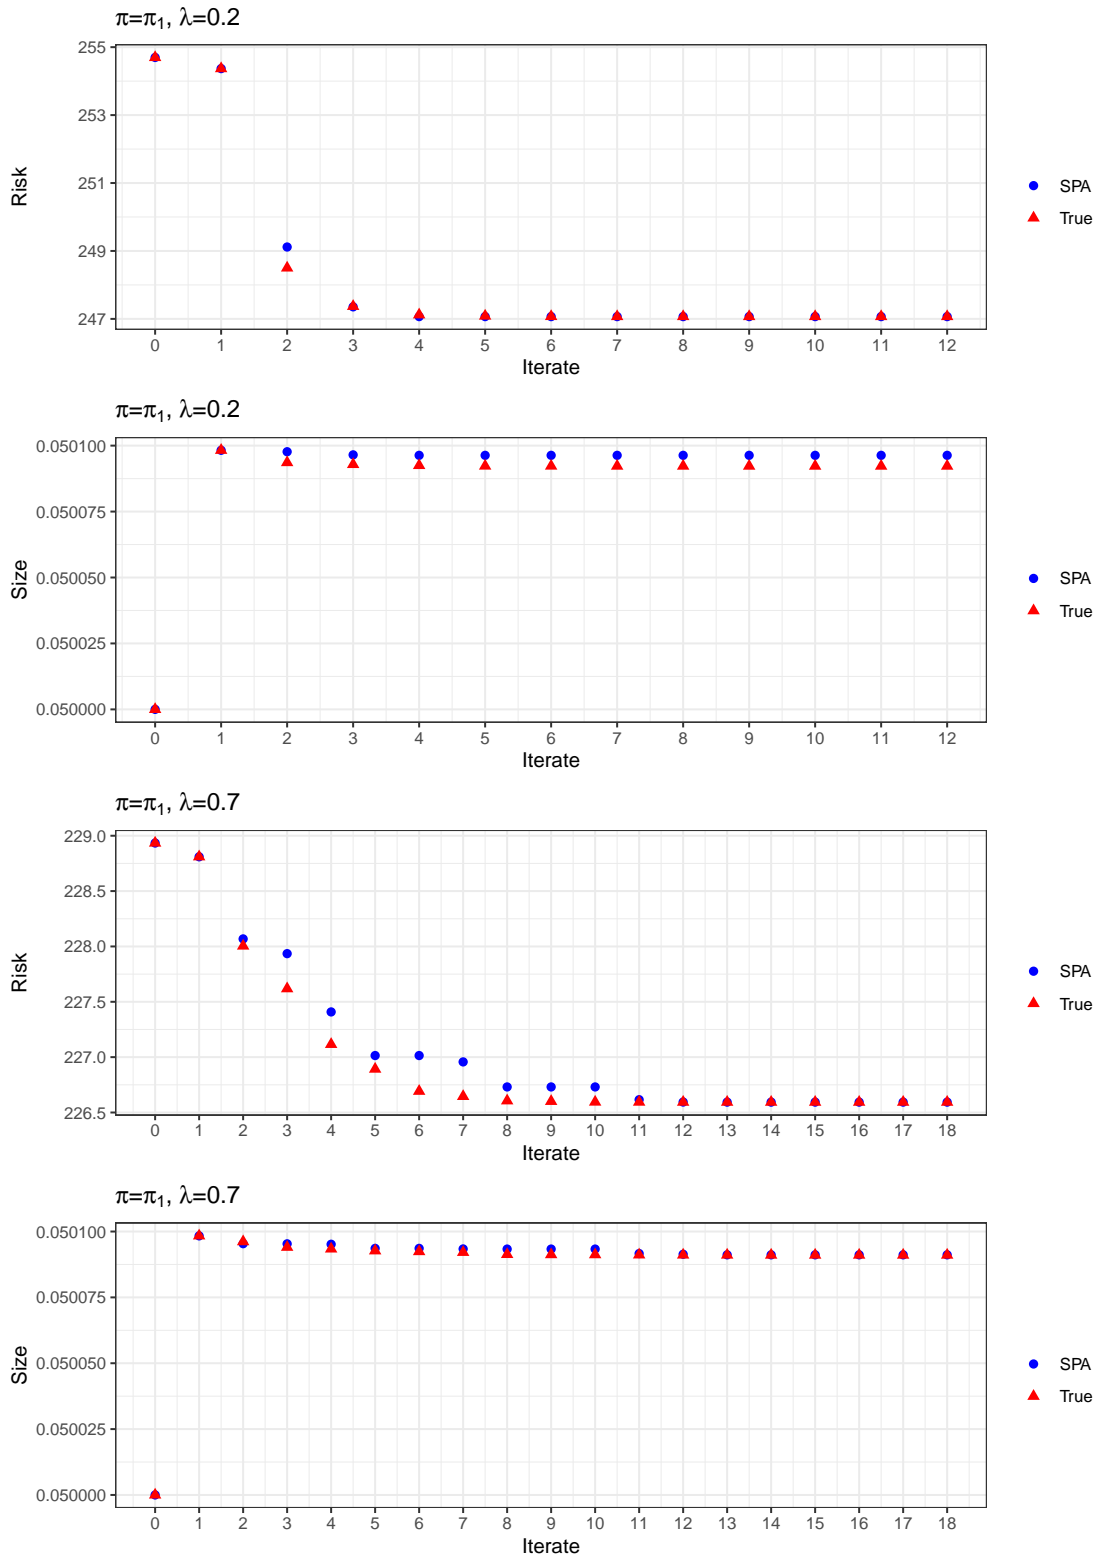 π=π₁, λ=0.2
255
253
251
249
247
Risk
0 1 2 3 4 5 6 7 8 9 10 11 12
Iterate
SPA
True
π=π₁, λ=0.2
0.050100
0.050075
0.050050
0.050025
0.050000
Size
0 1 2 3 4 5 6 7 8 9 10 11 12
Iterate
SPA
True
π=π₁, λ=0.7
229.0
228.5
228.0
227.5
227.0
226.5
Risk
0 1 2 3 4 5 6 7 8 9 10 11 12 13 14 15 16 17 18
Iterate
SPA
True
π=π₁, λ=0.7
0.050100
0.050075
0.050050
0.050025
0.050000
Size
0 1 2 3 4 5 6 7 8 9 10 11 12 13 14 15 16 17 18
Iterate
SPA
True